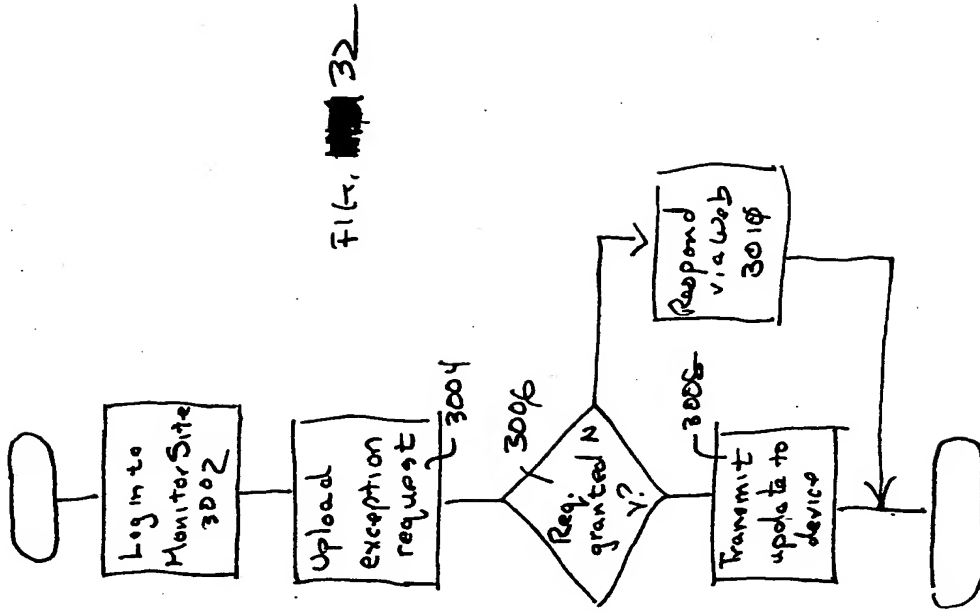 FIG. 32
Log in to
Monitor Site
3002
Upload
exception
request
3004
3006
Req.
granted
?
Y
N
3008
Transmit
update to
device
Respond
via Web
3010